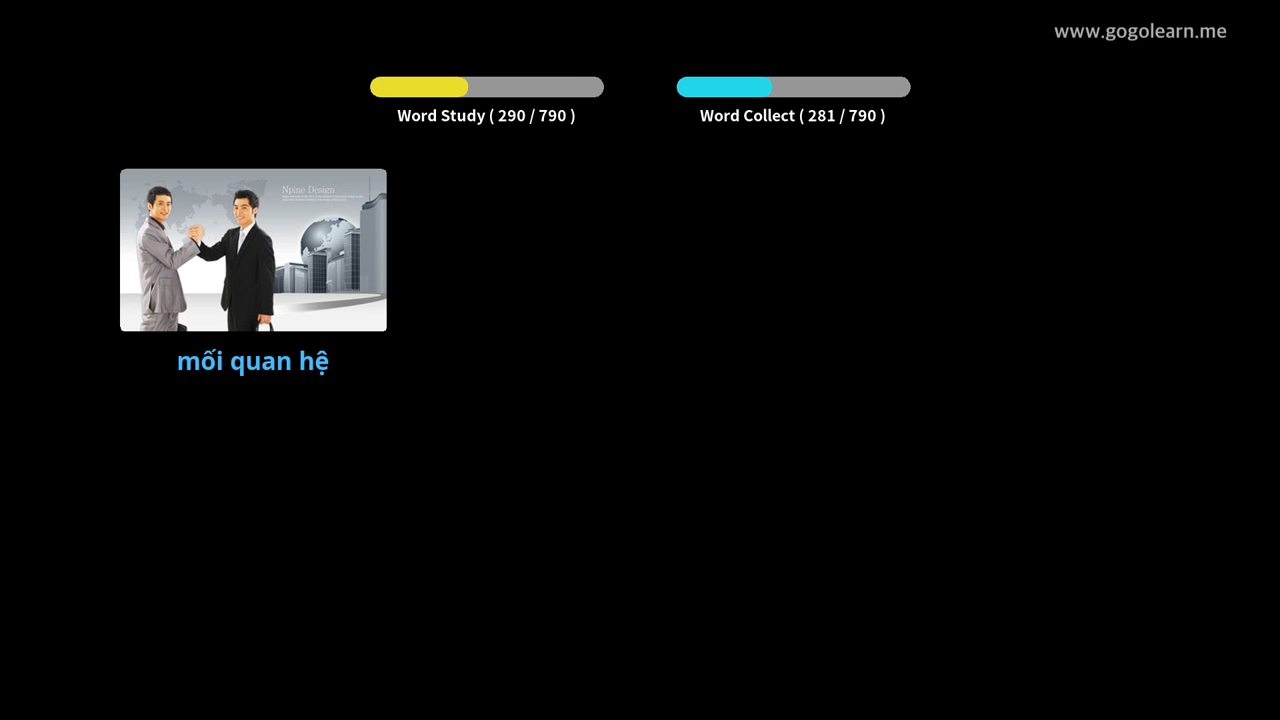 www.gogolearn.me
Word Study ( 290 / 790 )
Word Collect ( 281 / 790 )
Npine Design
mối quan hệ